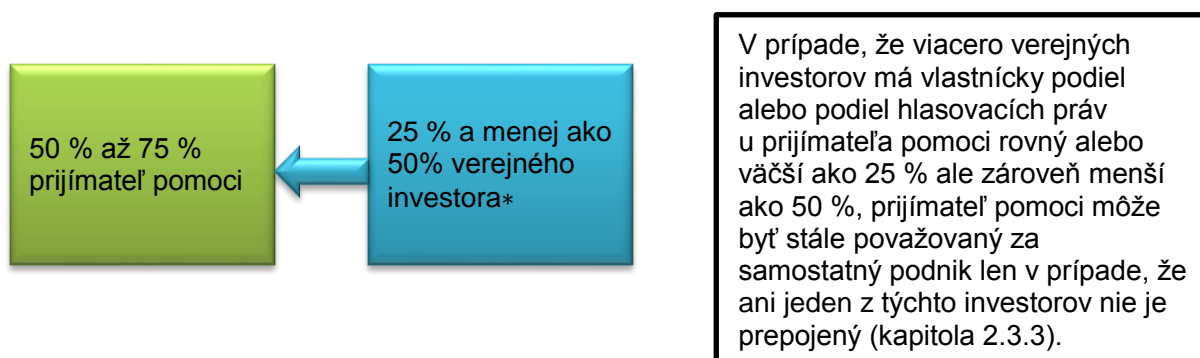 50 % až 75 %
prijímateľ pomoci
25 % a menej ako
50% verejného
investora*
V prípade, že viacero verejných
investorov má vlastnícky podiel
alebo podiel hlasovacích práv
u prijímateľa pomoci rovný alebo
väčší ako 25 % ale zároveň menší
ako 50 %, prijímateľ pomoci môže
byť stále považovaný za
samostatný podnik len v prípade, že
ani jeden z týchto investorov nie je
prepojený (kapitola 2.3.3).